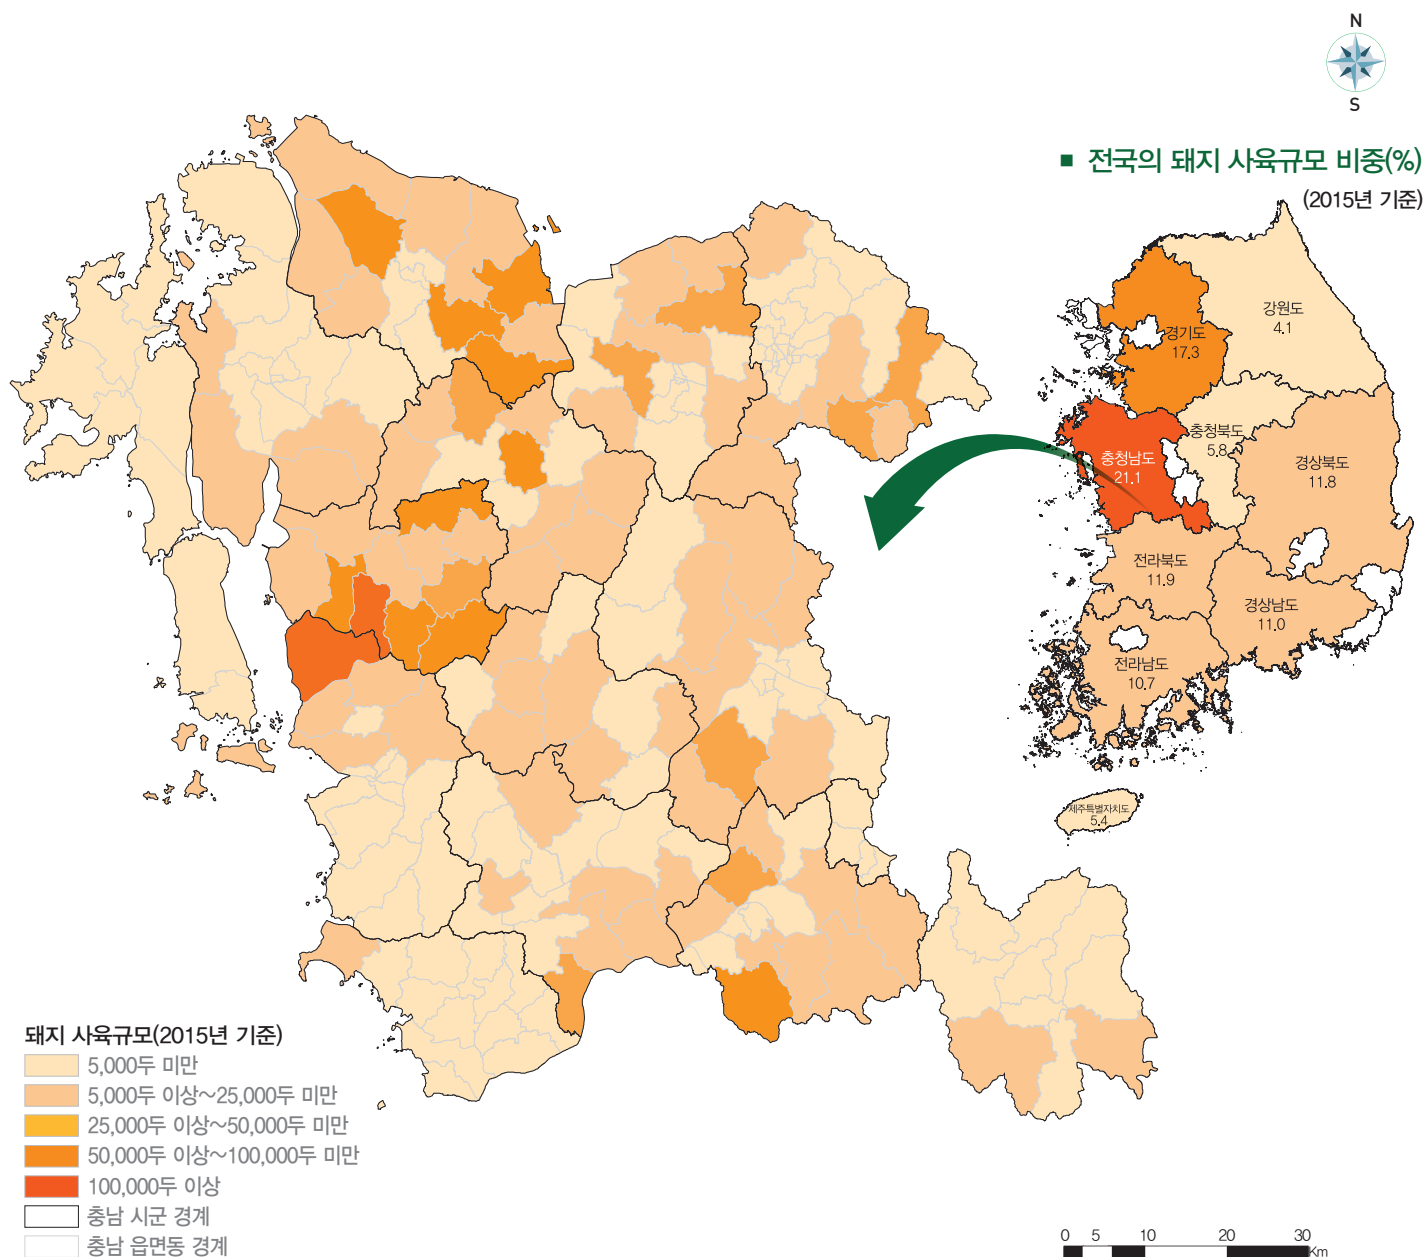 N
S
■ 전국의 돼지 사육규모 비중(%)
(2015년 기준)
강원도
4.1
경기도
17.3
충청북도
5.8
충청남도
21.1
경상북도
11.8
전라북도
11.9
경상남도
11.0
전라남도
10.7
제주특별자치도
5.4
돼지 사육규모(2015년 기준)
5,000두 미만
5,000두 이상~25,000두 미만
25,000두 이상~50,000두 미만
50,000두 이상~100,000두 미만
100,000두 이상
충남 시군 경계
충남 읍면동 경계
0 5 10 20 30
Km